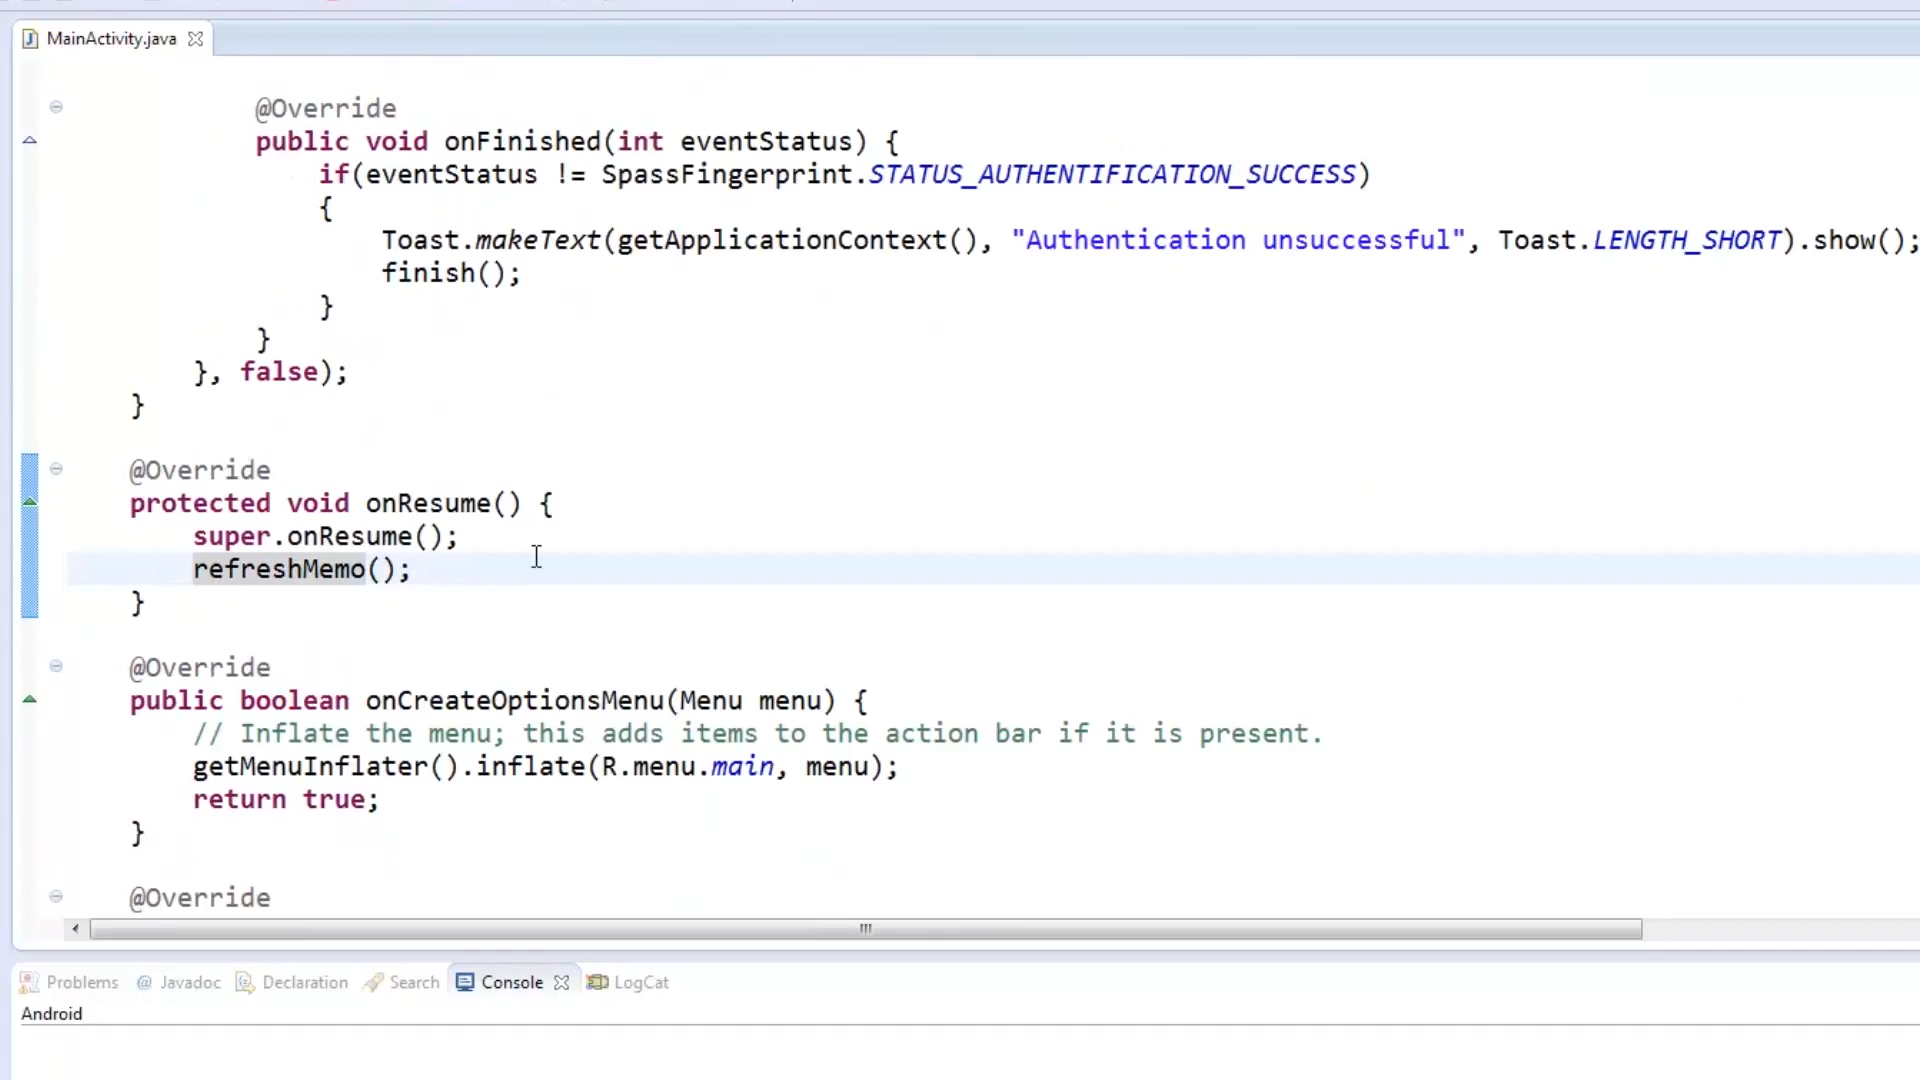 MainActivity.java
@Override
public void onFinished(int eventStatus) {
if(eventStatus != SpassFingerprint.STATUS_AUTHENTIFICATION_SUCCESS)
{
Toast.makeText(getApplicationContext(), "Authentication unsuccessful", Toast.LENGTH_SHORT).show();
finish();
}
}
}, false);
}
@Override
protected void onResume() {
super.onResume();
refreshMemo();
}
@Override
public boolean onCreateOptionsMenu(Menu menu) {
// Inflate the menu; this adds items to the action bar if it is present.
getMenuInflater().inflate(R.menu.main, menu);
return true;
}
@Override
Problems @ Javadoc Declaration Search Console LogCat
Android